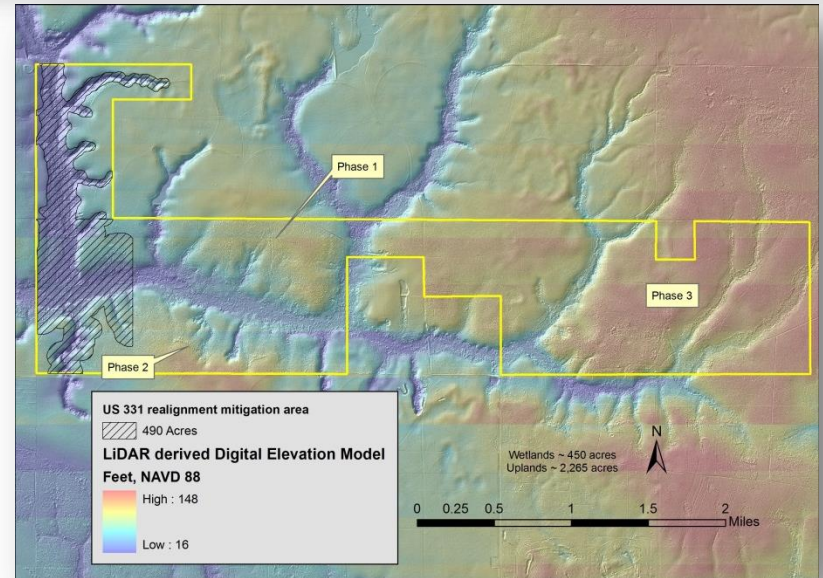 Phase 1
Phase 3
Phase 2
US 331 realignment mitigation area
490 Acres
LiDAR derived Digital Elevation Model
Feet, NAVD 88
High : 148
Low : 16
N
Wetlands ~ 450 acres
Uplands ~ 2,265 acres
0 0.25 0.5 1 1.5 2
Miles